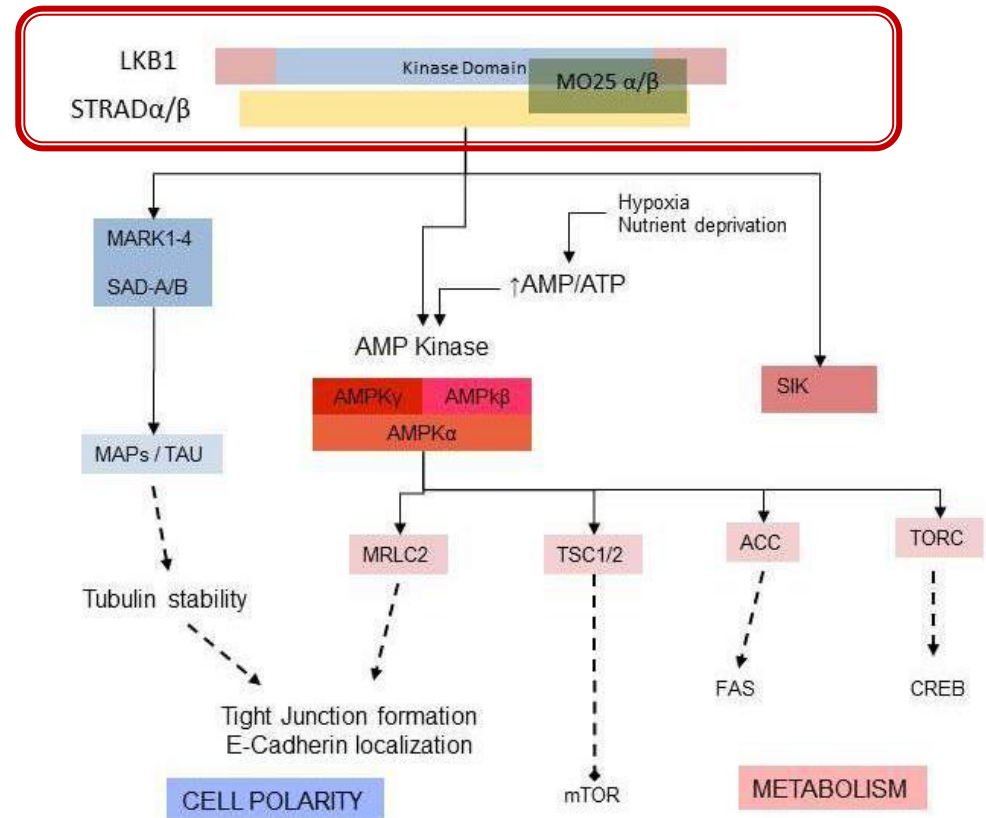 LKB1
Kinase Domain
MO25 α/β
STRADα/β
Hypoxia
Nutrient deprivation
MARK1-4
SAD-A/B
↑AMP/ATP
AMP Kinase
AMPKγ
AMPkβ
AMPKα
SIK
MAPs / TAU
MRLC2
TSC1/2
ACC
TORC
Tubulin stability
FAS
CREB
Tight Junction formation
E-Cadherin localization
mTOR
CELL POLARITY
METABOLISM